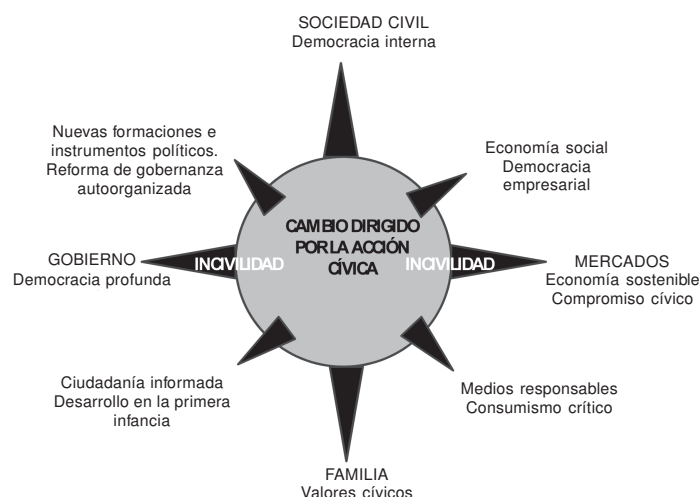 SOCIEDAD CIVIL
Democracia interna
Nuevas formaciones e
instrumentos políticos.
Reforma de gobernanza
autoorganizada
Economía social
Democracia
empresarial
CAMBIO DIRIGIDO
POR LA ACCIÓN
CÍVICA
GOBIERNO
Democracia profunda
INCIVILIDAD
INCIVILIDAD
MERCADOS
Economía sostenible
Compromiso cívico
Ciudadanía informada
Desarrollo en la primera
infancia
Medios responsables
Consumismo crítico
FAMILIA
Valores cívicos